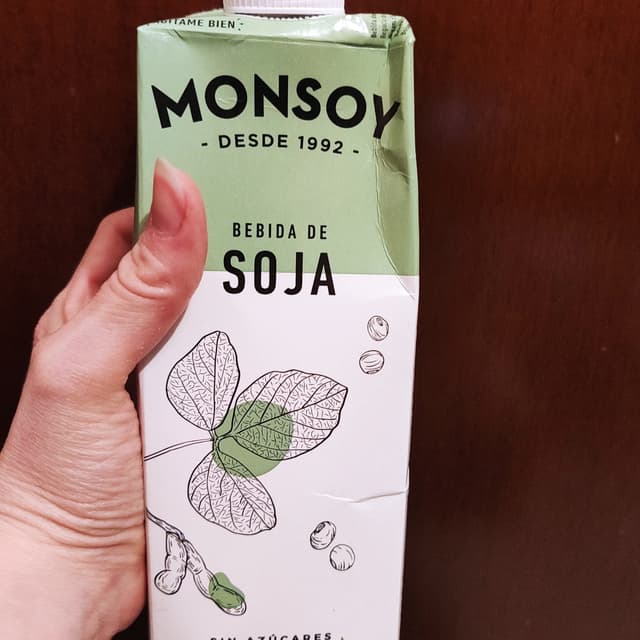 AGÍTAME BIEN
MONSOY
- DESDE 1992 -
BEBIDA DE
SOJA
SIN AZÚCARES